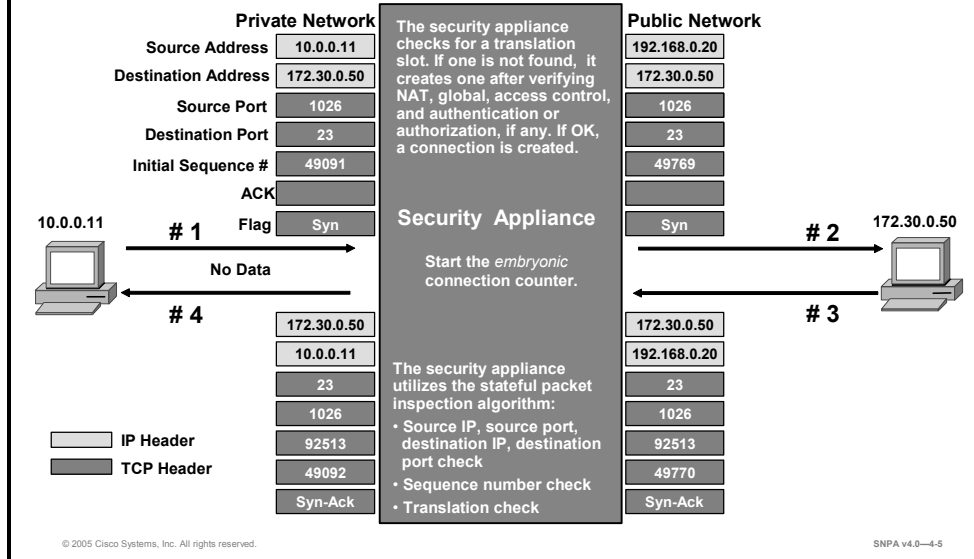 Private Network
Public Network
The security appliance
checks for a translation
slot. If one is not found, it
creates one after verifying
NAT, global, access control,
and authentication or
authorization, if any. If OK,
a connection is created.
Source Address 10.0.0.11 192.168.0.20
Destination Address 172.30.0.50 172.30.0.50
Source Port 1026 1026
Destination Port 23 23
Initial Sequence # 49091 49769
ACK
Flag Syn Syn
Security Appliance
10.0.0.11
172.30.0.50
# 1
# 2
No Data
Start the embryonic
connection counter.
# 4
# 3
172.30.0.50 172.30.0.50
10.0.0.11 192.168.0.20
23 23
1026 1026
92513 92513
49092 49770
Syn-Ack Syn-Ack
The security appliance
utilizes the stateful packet
inspection algorithm:
• Source IP, source port,
destination IP, destination
port check
• Sequence number check
• Translation check
IP Header
TCP Header
© 2005 Cisco Systems, Inc. All rights reserved.
SNPA v4.0—4-5